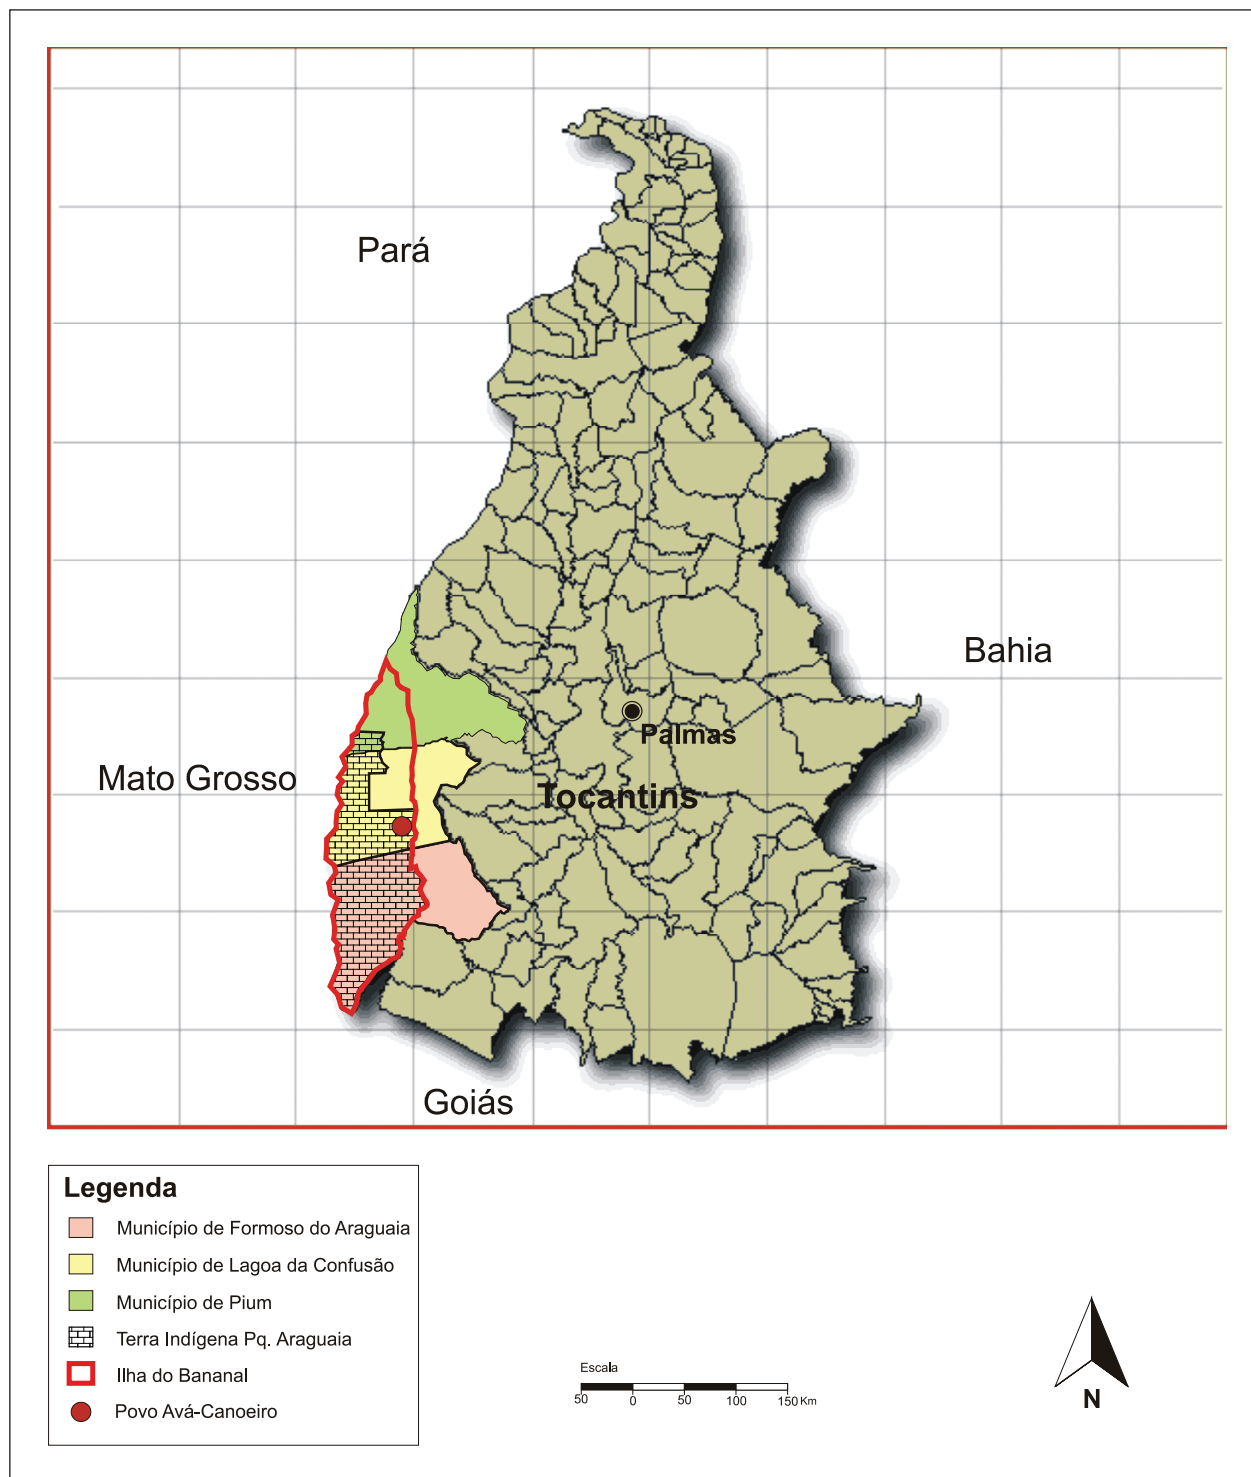 Pará
Bahia
Palmas
Mato Grosso
Tocantins
Goiás
Legenda
Município de Formoso do Araguaia
Município de Lagoa da Confusão
Município de Pium
Terra Indígena Pq. Araguaia
Ilha do Bananal
Povo Avá-Canoeiro
Escala
50 0 50 100 150 Km
N